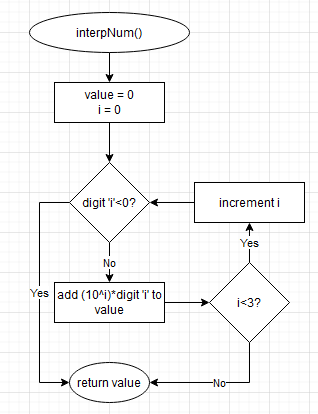 interpNum()
value = 0
i = 0
digit 'i'<0?
increment i
Yes
No
Yes
add (10^i)*digit 'i' to
value
i<3?
return value
No